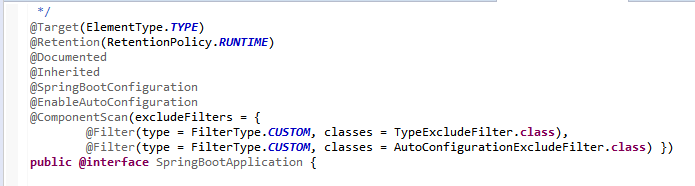 */
@Target(ElementType.TYPE)
@Retention(RetentionPolicy.RUNTIME)
@Documented
@Inherited
@SpringBootConfiguration
@EnableAutoConfiguration
@ComponentScan(excludeFilters = {
        @Filter(type = FilterType.CUSTOM, classes = TypeExcludeFilter.class),
        @Filter(type = FilterType.CUSTOM, classes = AutoConfigurationExcludeFilter.class) })
public @interface SpringBootApplication {